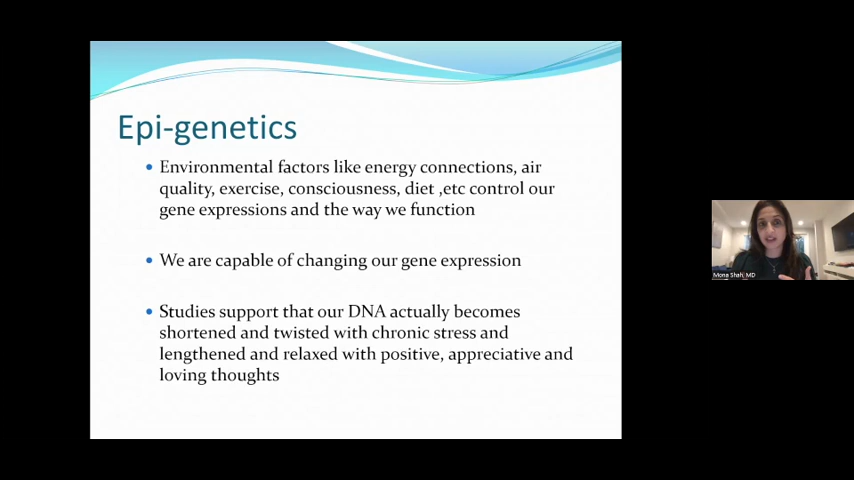 Epi-genetics
• Environmental factors like energy connections, air
quality, exercise, consciousness, diet ,etc control our
gene expressions and the way we function
• We are capable of changing our gene expression
• Studies support that our DNA actually becomes
shortened and twisted with chronic stress and
lengthened and relaxed with positive, appreciative and
loving thoughts
Mona Shah, MD